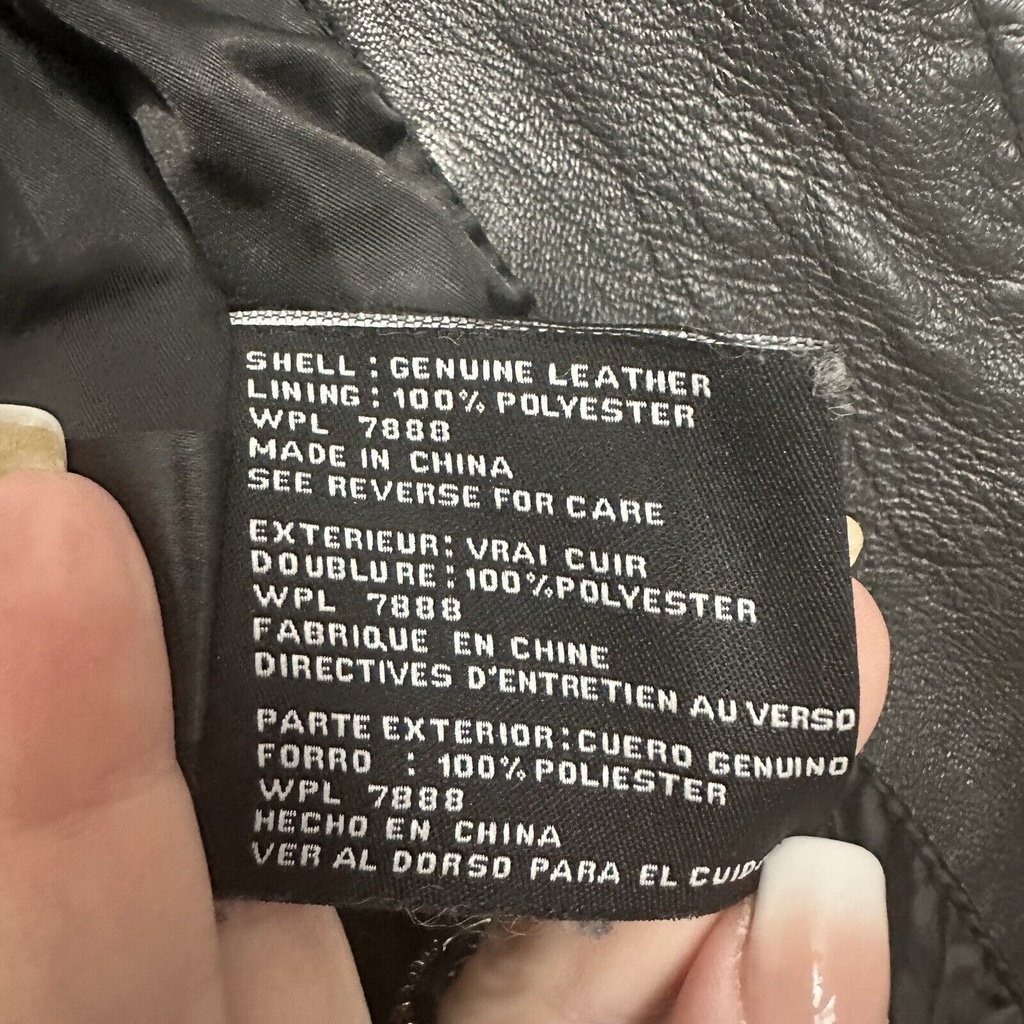 SHELL : GENUINE LEATHER
LINING : 100% POLYESTER
WPL 7888
MADE IN CHINA
SEE REVERSE FOR CARE
EXTERIEUR: VRAI CUIR
DOUBLURE : 100%POLYESTER
WPL 7888
FABRIQUE EN CHINE
DIRECTIVES D'ENTRETIEN AU VERSO
PARTE EXTERIOR:CUERO GENUINO
FORRO : 100%POLIESTER
WPL 7888
HECHO EN CHINA
VER AL DORSO PARA EL